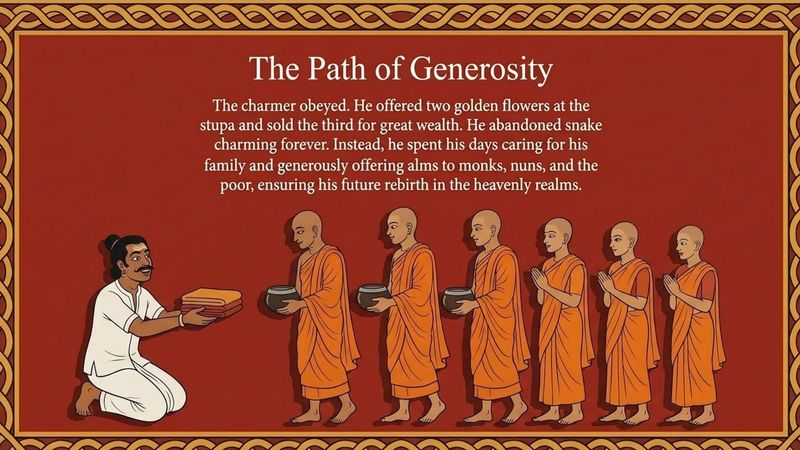 The Path of Generosity
The charmer obeyed. He offered two golden flowers at the
stupa and sold the third for great wealth. He abandoned snake
charming forever. Instead, he spent his days caring for his
family and generously offering alms to monks, nuns, and the
poor, ensuring his future rebirth in the heavenly realms.